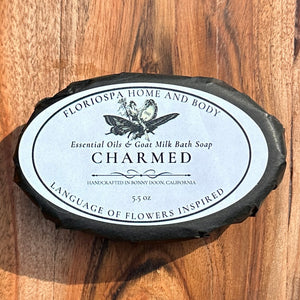 FLORIOSPA HOME AND BODY
Essential Oils & Goat Milk Bath Soap
CHARMED
HANDCRAFTED IN BONNY DOON, CALIFORNIA
5.5 oz
LANGUAGE OF FLOWERS INSPIRED